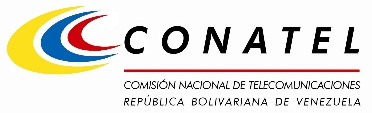 CONATEL
COMISIÓN NACIONAL DE TELECOMUNICACIONES
REPÚBLICA BOLIVARIANA DE VENEZUELA